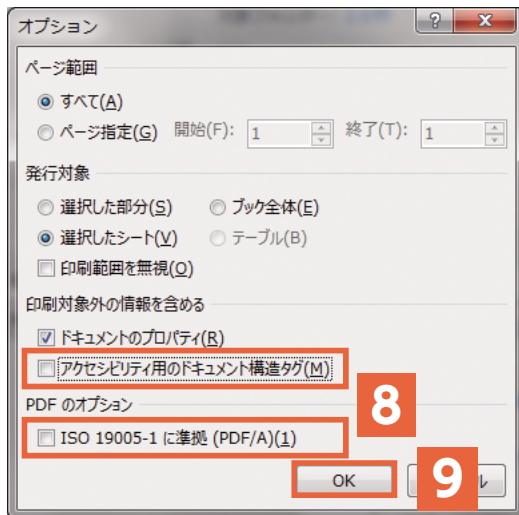 オプション
ページ範囲
すべて(A)
ページ指定(G) 開始(F): 1 終了(T): 1
発行対象
選択した部分(S) ブック全体(E)
選択したシート(V) テーブル(B)
印刷範囲を無視(O)
印刷対象外の情報を含める
ドキュメントのプロパティ(R)
アクセシビリティ用のドキュメント構造タグ(M)
8
PDF のオプション
ISO 19005-1 に準拠 (PDF/A)(1)
OK 9 ル